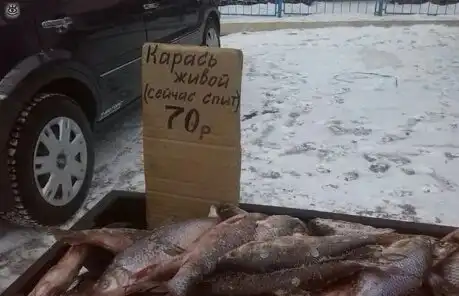 Карась
живой
(сейчас спит)
70р